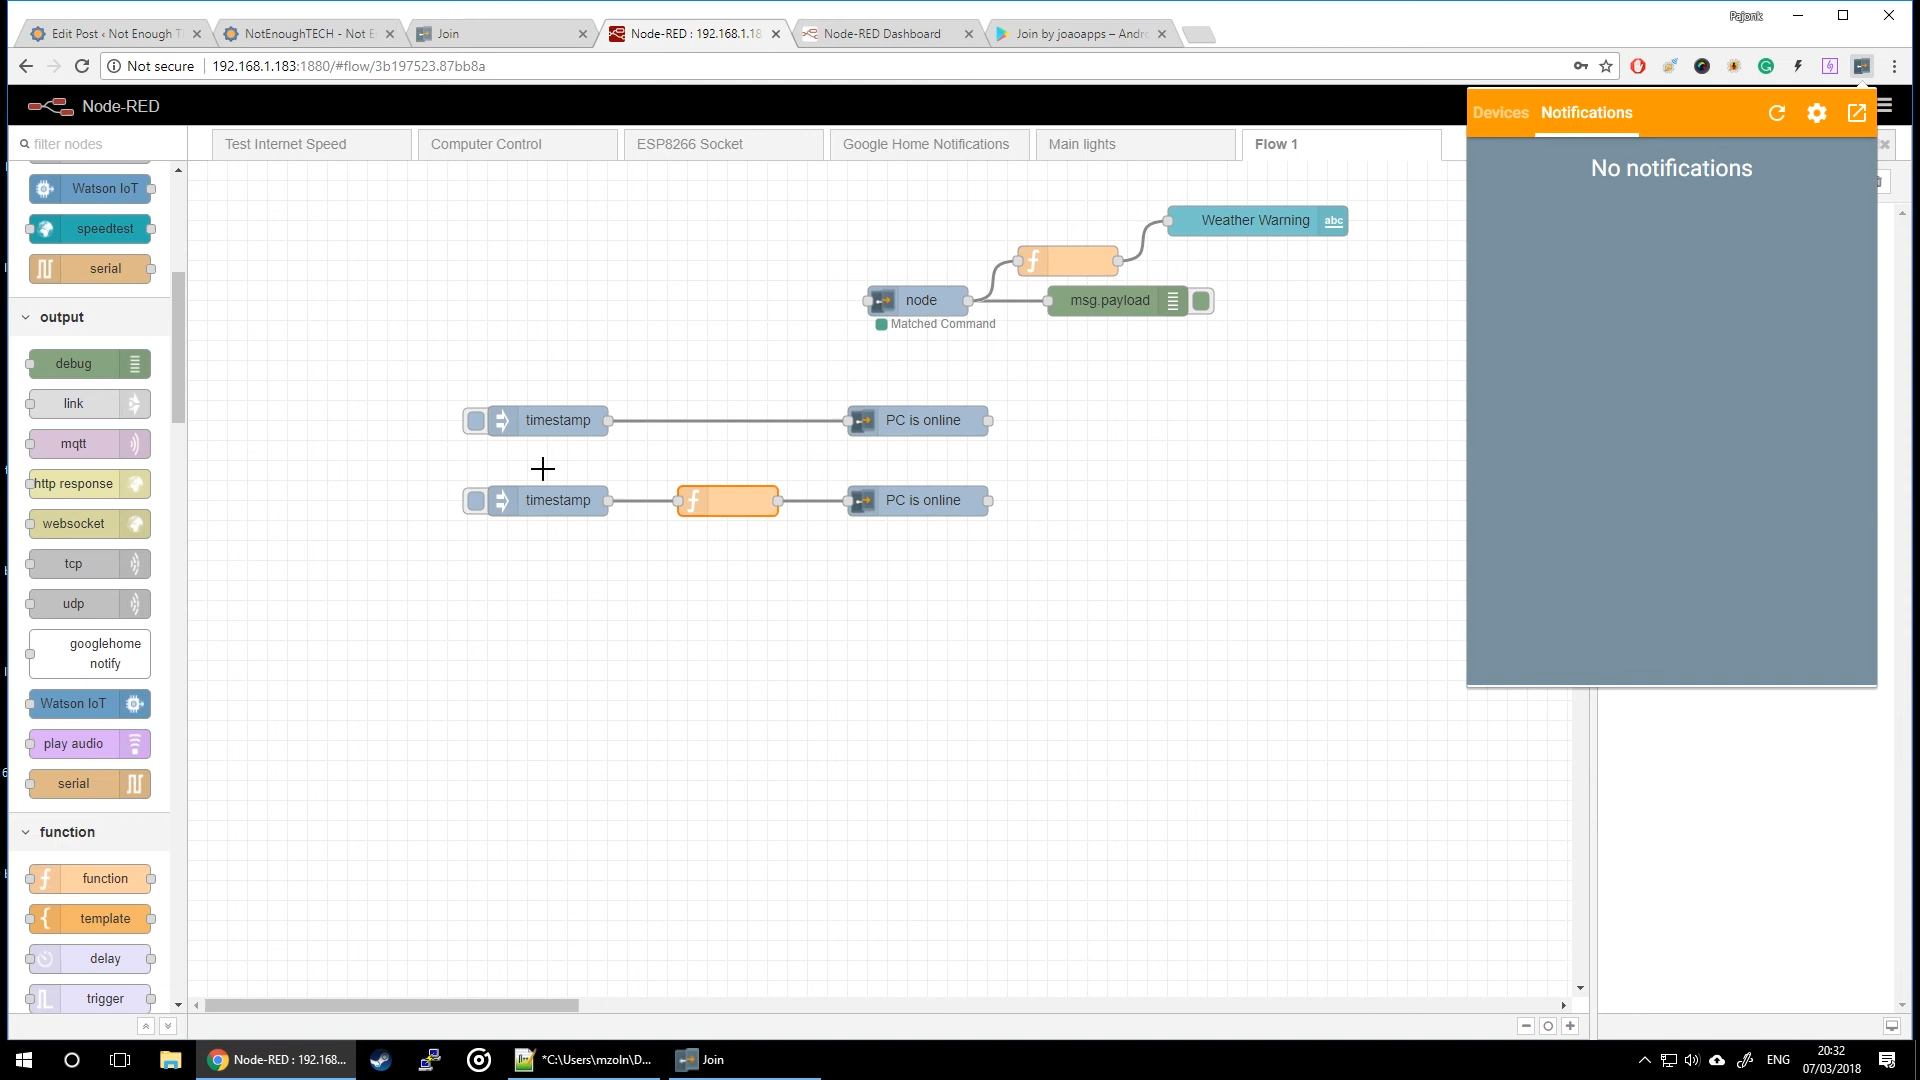 Pajonk
Edit Post ‹ Not Enough T
NotEnoughTECH - Not E
Join
Node-RED : 192.168.1.18
Node-RED Dashboard
Join by joaoapps – Andr
Not secure
192.168.1.183:1880/#flow/3b197523.87bb8a
Node-RED
Devices
Notifications
filter nodes
Test Internet Speed
Computer Control
ESP8266 Socket
Google Home Notifications
Main lights
Flow 1
No notifications
Watson IoT
speedtest
serial
output
debug
link
mqtt
http response
websocket
tcp
udp
googlehome
notify
Watson IoT
play audio
serial
function
function
template
delay
trigger
Weather Warning
abc
node
msg.payload
Matched Command
timestamp
PC is online
timestamp
PC is online
Node-RED : 192.168...
*C:\Users\mzoln\D...
Join
ENG
20:32
07/03/2018